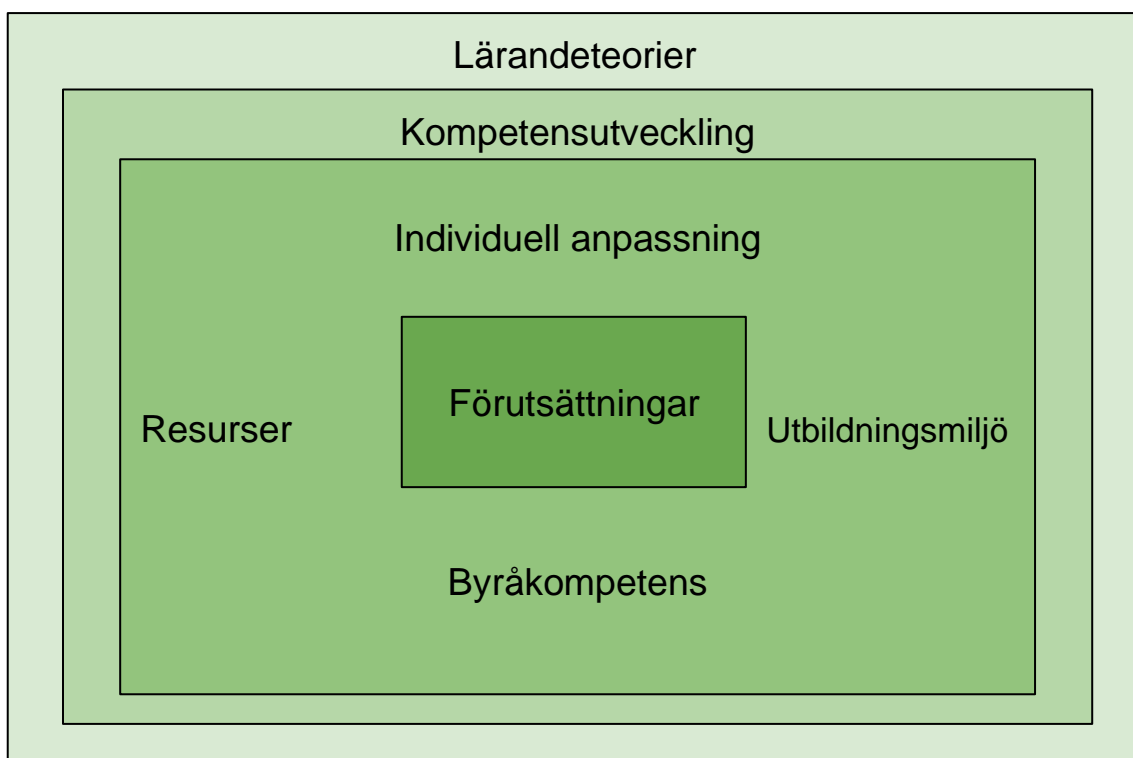 Lärandeteorier
Kompetensutveckling
Individuell anpassning
Förutsättningar
Resurser
Utbildningsmiljö
Byråkompetens